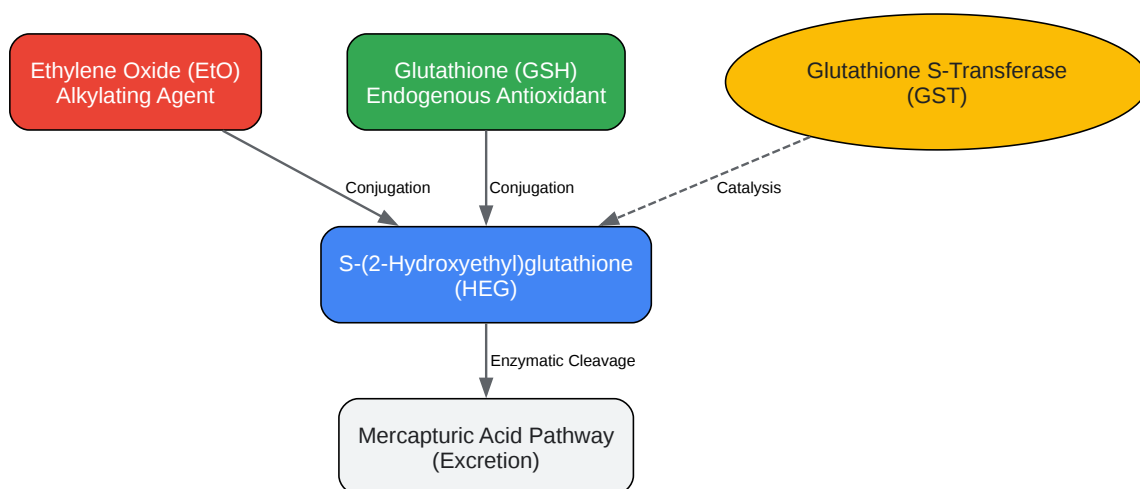 Ethylene Oxide (EtO)
Alkylating Agent
Glutathione (GSH)
Endogenous Antioxidant
Glutathione S-Transferase
(GST)
Conjugation
Conjugation
Catalysis
S-(2-Hydroxyethyl)glutathione
(HEG)
Enzymatic Cleavage
Mercapturic Acid Pathway
(Excretion)